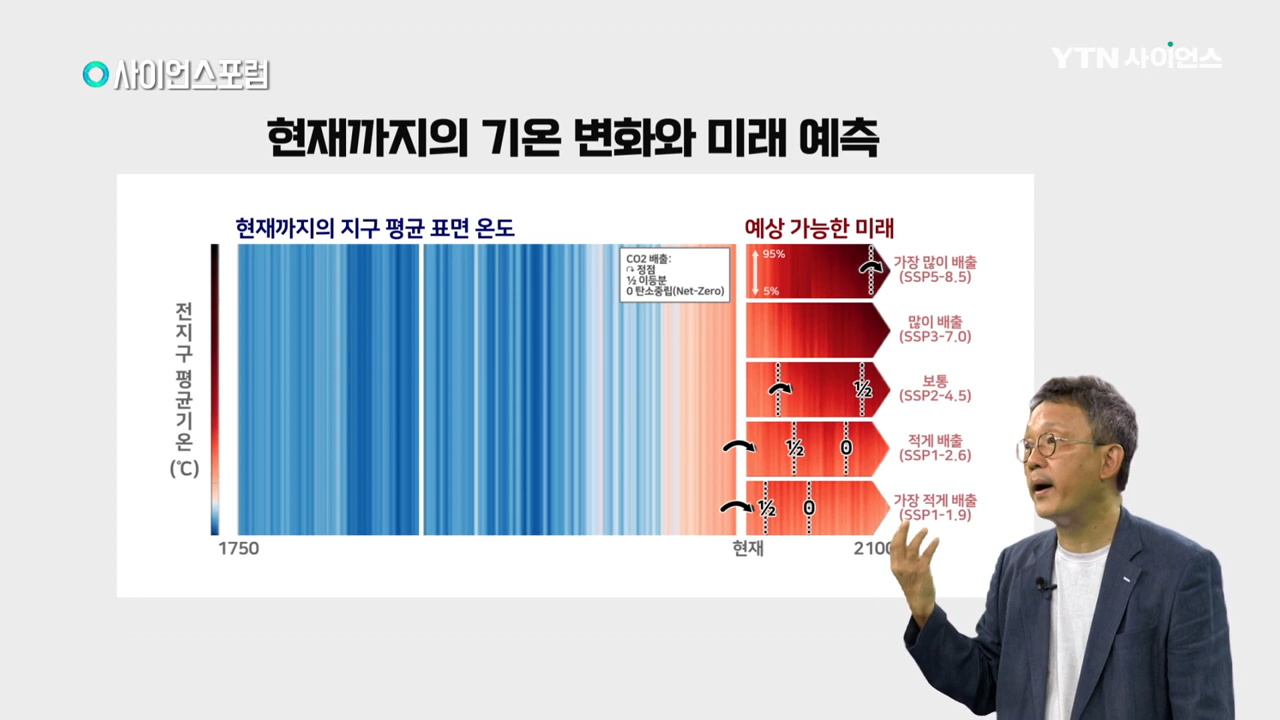 사이언스포럼
YTN 사이언스
현재까지의 기온 변화와 미래 예측
현재까지의 지구 평균 표면 온도
예상 가능한 미래
CO2 배출:
↷ 정점
½ 이등분
0 탄소중립(Net-Zero)
전지구 평균기온 (℃)
95%
5%
가장 많이 배출
(SSP5-8.5)
많이 배출
(SSP3-7.0)
½
보통
(SSP2-4.5)
½ 0
적게 배출
(SSP1-2.6)
½ 0
가장 적게 배출
(SSP1-1.9)
1750
현재
2100